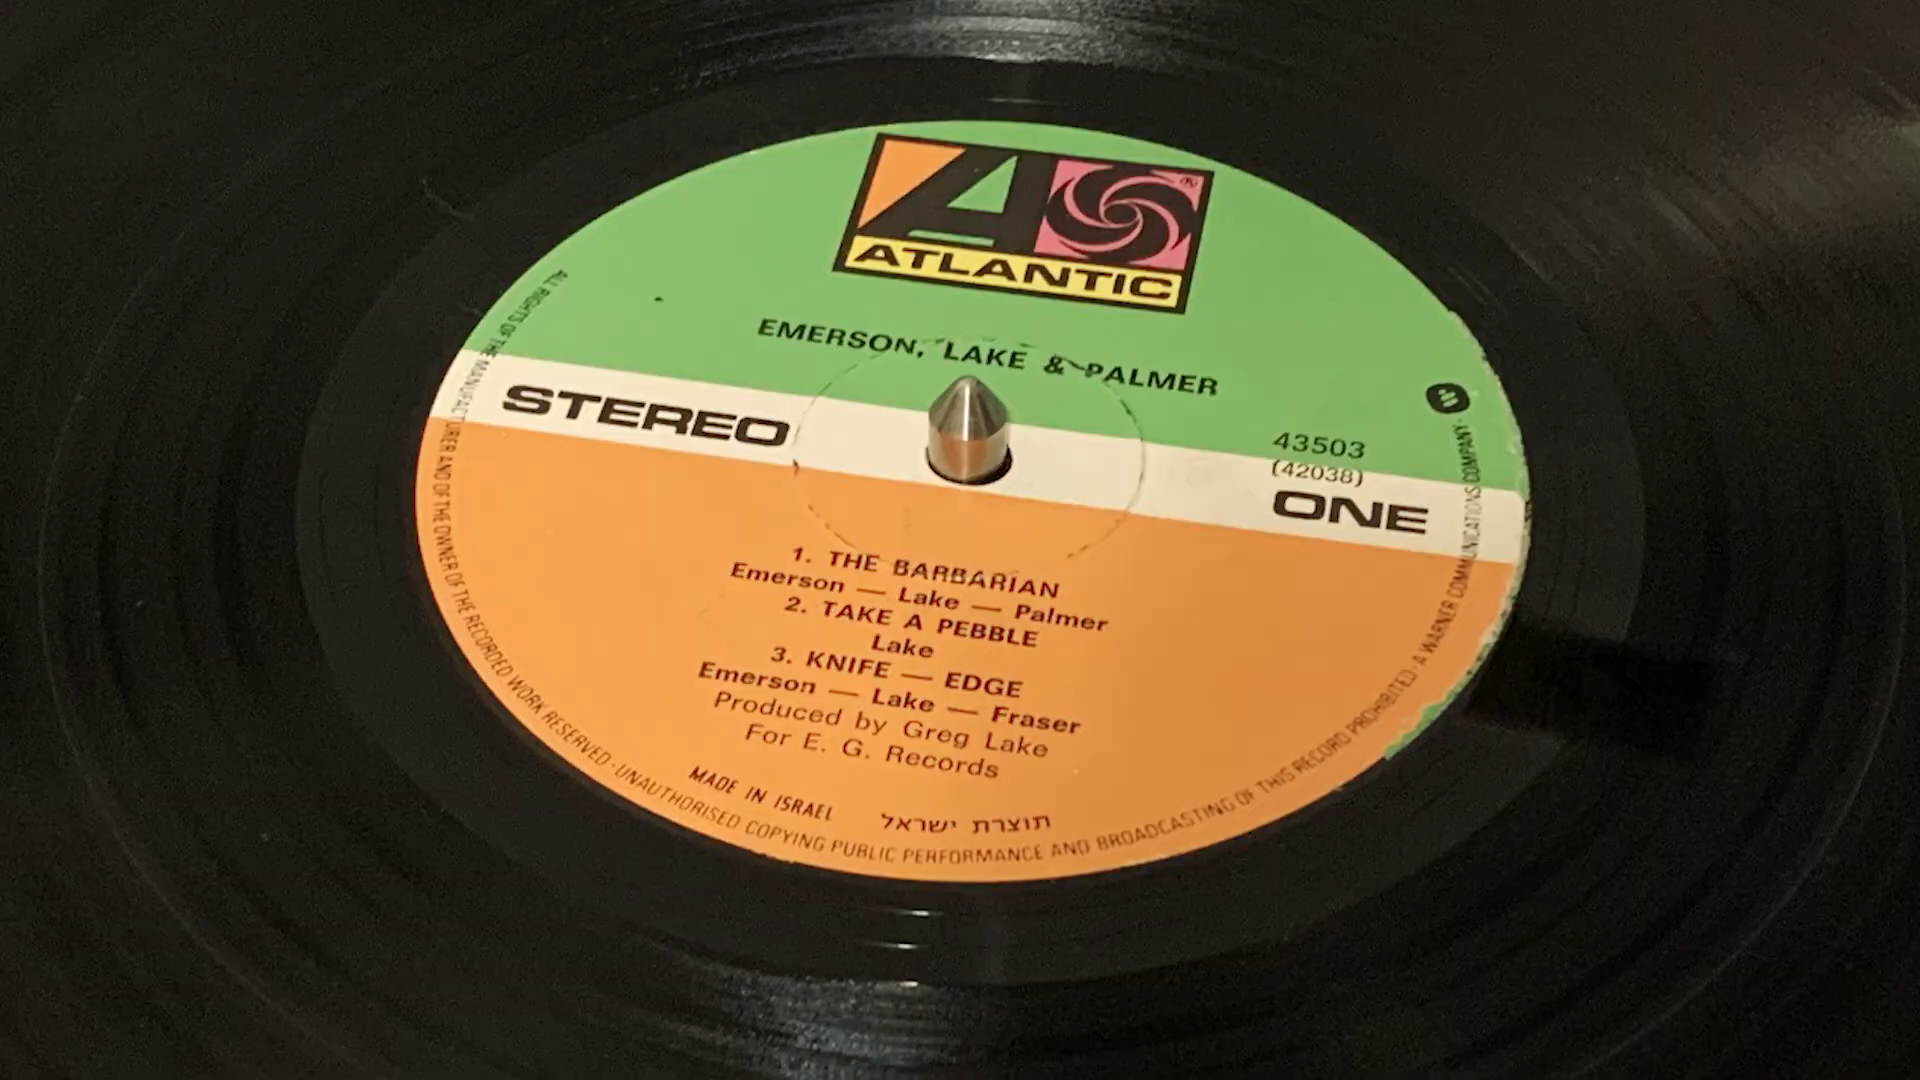 A
ATLANTIC
EMERSON, LAKE & PALMER
STEREO
43503
(42038)
ONE
1. THE BARBARIAN
Emerson — Lake — Palmer
2. TAKE A PEBBLE
Lake
3. KNIFE — EDGE
Emerson — Lake — Fraser
Produced by Greg Lake
For E. G. Records
MADE IN ISRAEL תוצרת ישראל
ALL RIGHTS OF THE MANUFACTURER AND OF THE OWNER OF THE RECORDED WORK RESERVED · UNAUTHORISED COPYING PUBLIC PERFORMANCE AND BROADCASTING OF THIS RECORD PROHIBITED · A WARNER COMMUNICATIONS COMPANY ·